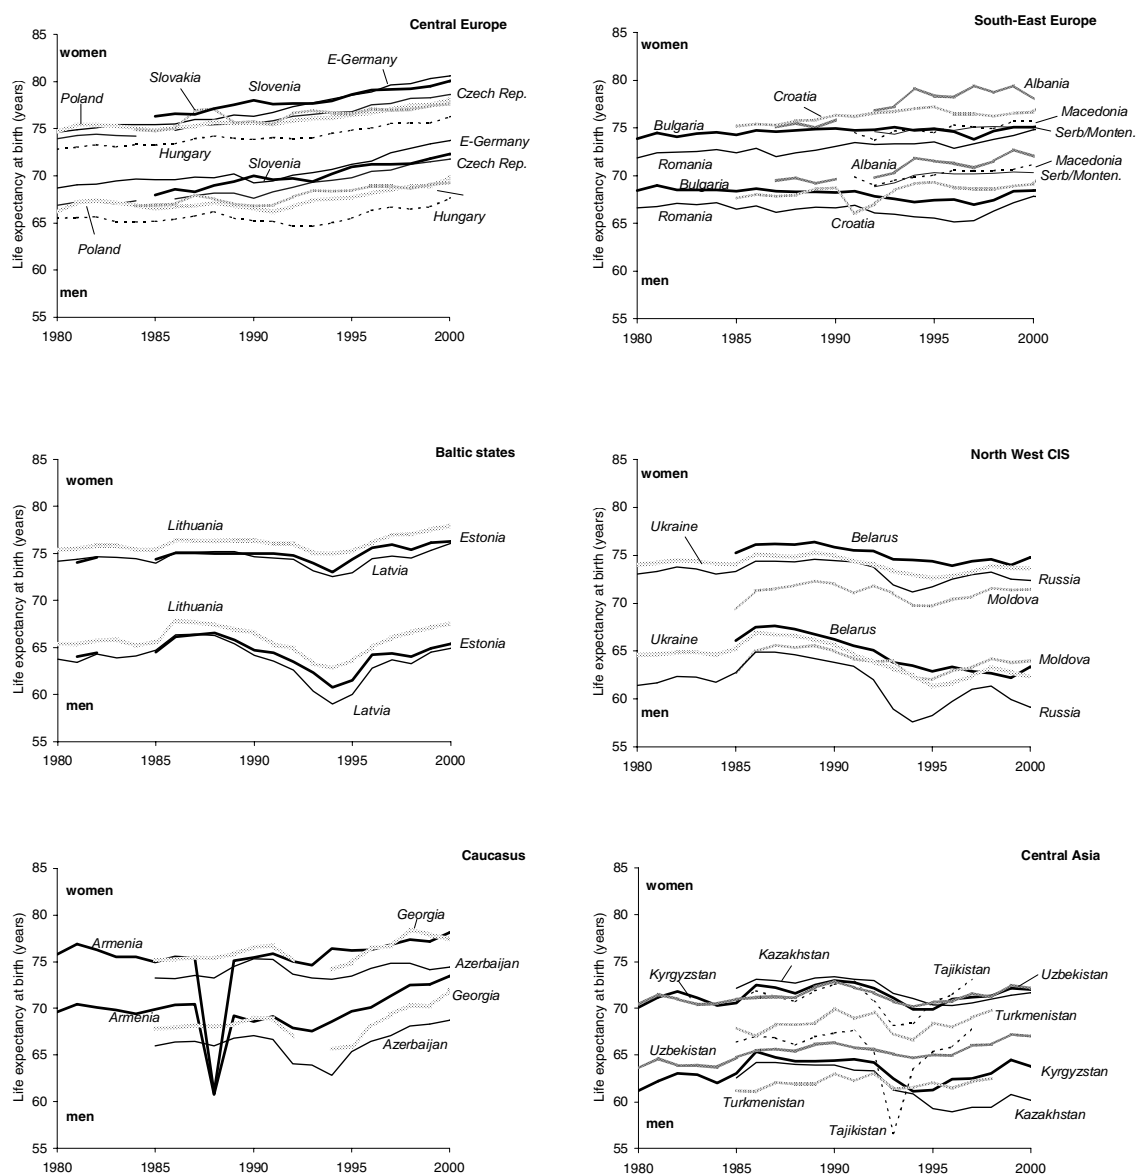 Central Europe
Life expectancy at birth (years)
85
80
75
70
65
60
55
women
Slovakia
Slovenia
E-Germany
Poland
Czech Rep.
Hungary
Slovenia
E-Germany
Czech Rep.
Hungary
Poland
men
1980
1985
1990
1995
2000
South-East Europe
Life expectancy at birth (years)
85
80
75
70
65
60
55
women
Albania
Croatia
Macedonia
Bulgaria
Serb/Monten.
Romania
Albania
Macedonia
Serb/Monten.
Bulgaria
Romania
Croatia
men
1980
1985
1990
1995
2000
Baltic states
Life expectancy at birth (years)
85
80
75
70
65
60
55
women
Lithuania
Estonia
Latvia
Lithuania
Estonia
Latvia
men
1980
1985
1990
1995
2000
North West CIS
Life expectancy at birth (years)
85
80
75
70
65
60
55
women
Ukraine
Belarus
Russia
Moldova
Ukraine
Belarus
Moldova
Russia
men
1980
1985
1990
1995
2000
Caucasus
Life expectancy at birth (years)
85
80
75
70
65
60
55
women
Georgia
Armenia
Azerbaijan
Georgia
Armenia
Azerbaijan
men
1980
1985
1990
1995
2000
Central Asia
Life expectancy at birth (years)
85
80
75
70
65
60
55
women
Kazakhstan
Tajikistan
Kyrgyzstan
Uzbekistan
Turkmenistan
Uzbekistan
Kyrgyzstan
Turkmenistan
Kazakhstan
Tajikistan
men
1980
1985
1990
1995
2000